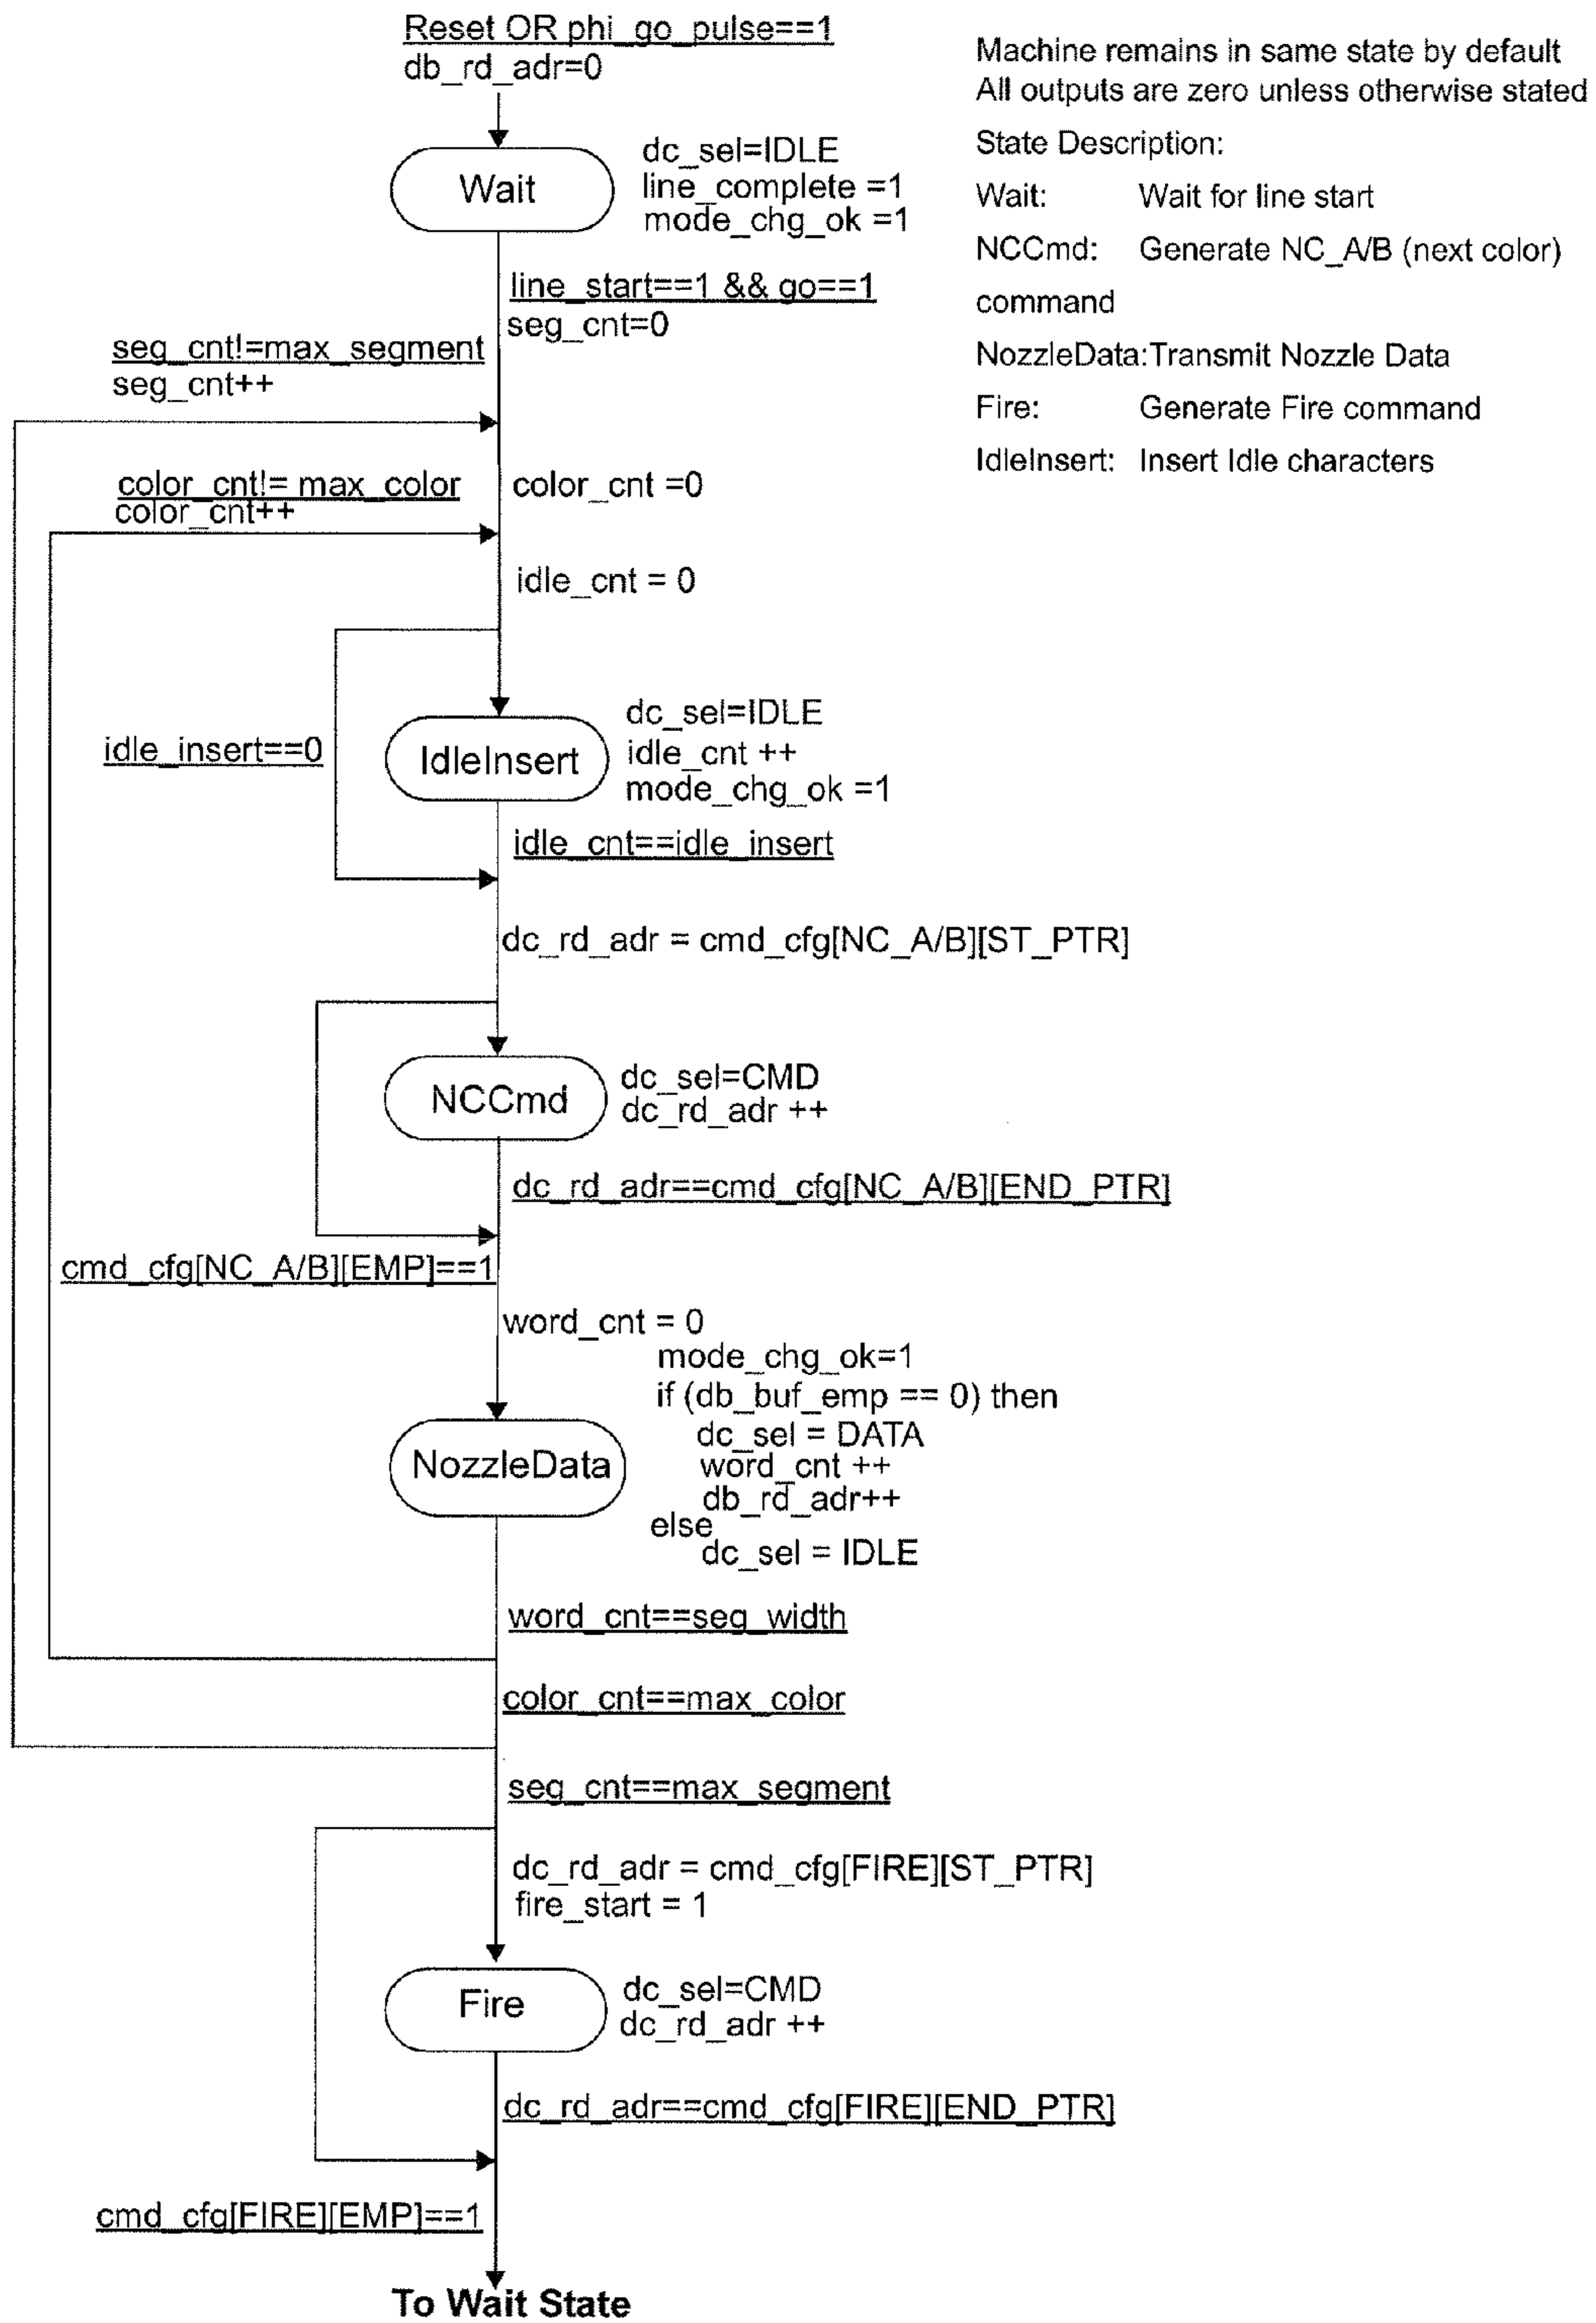 Reset OR phi_go_pulse==1
db_rd_adr=0
Machine remains in same state by default
All outputs are zero unless otherwise stated
State Description:
Wait: Wait for line start
NCCmd: Generate NC_A/B (next color)
command
NozzleData:Transmit Nozzle Data
Fire: Generate Fire command
IdleInsert: Insert Idle characters
Wait
dc_sel=IDLE
line_complete =1
mode_chg_ok =1
line_start==1 && go==1
seg_cnt=0
seg_cnt!=max_segment
seg_cnt++
color_cnt!= max_color
color_cnt++
color_cnt =0
idle_cnt = 0
idle_insert==0
IdleInsert
dc_sel=IDLE
idle_cnt ++
mode_chg_ok =1
idle_cnt==idle_insert
dc_rd_adr = cmd_cfg[NC_A/B][ST_PTR]
NCCmd
dc_sel=CMD
dc_rd_adr ++
dc_rd_adr==cmd_cfg[NC_A/B][END_PTR]
cmd_cfg[NC_A/B][EMP]==1
word_cnt = 0
NozzleData
mode_chg_ok=1
if (db_buf_emp == 0) then
dc_sel = DATA
word_cnt ++
db_rd_adr++
else
dc_sel = IDLE
word_cnt==seg_width
color_cnt==max_color
seg_cnt==max_segment
dc_rd_adr = cmd_cfg[FIRE][ST_PTR]
fire_start = 1
Fire
dc_sel=CMD
dc_rd_adr ++
dc_rd_adr==cmd_cfg[FIRE][END_PTR]
cmd_cfg[FIRE][EMP]==1
To Wait State